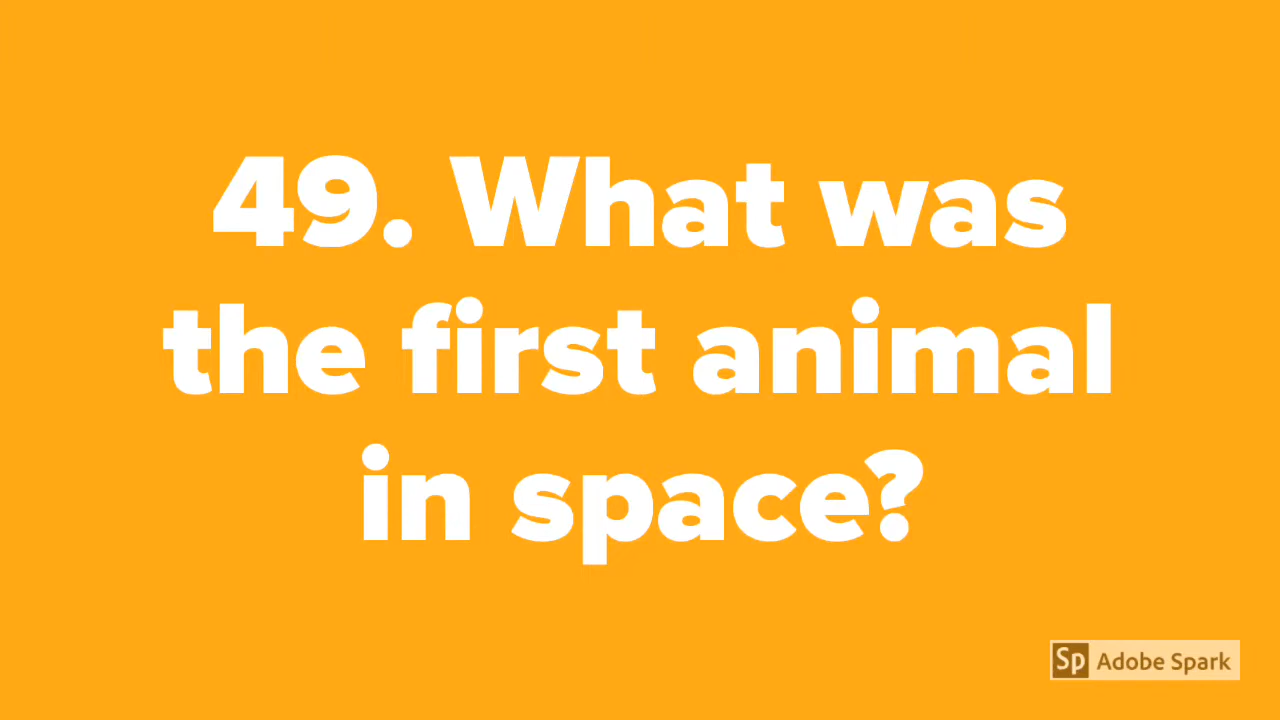 49. What was
the first animal
in space?
Sp Adobe Spark